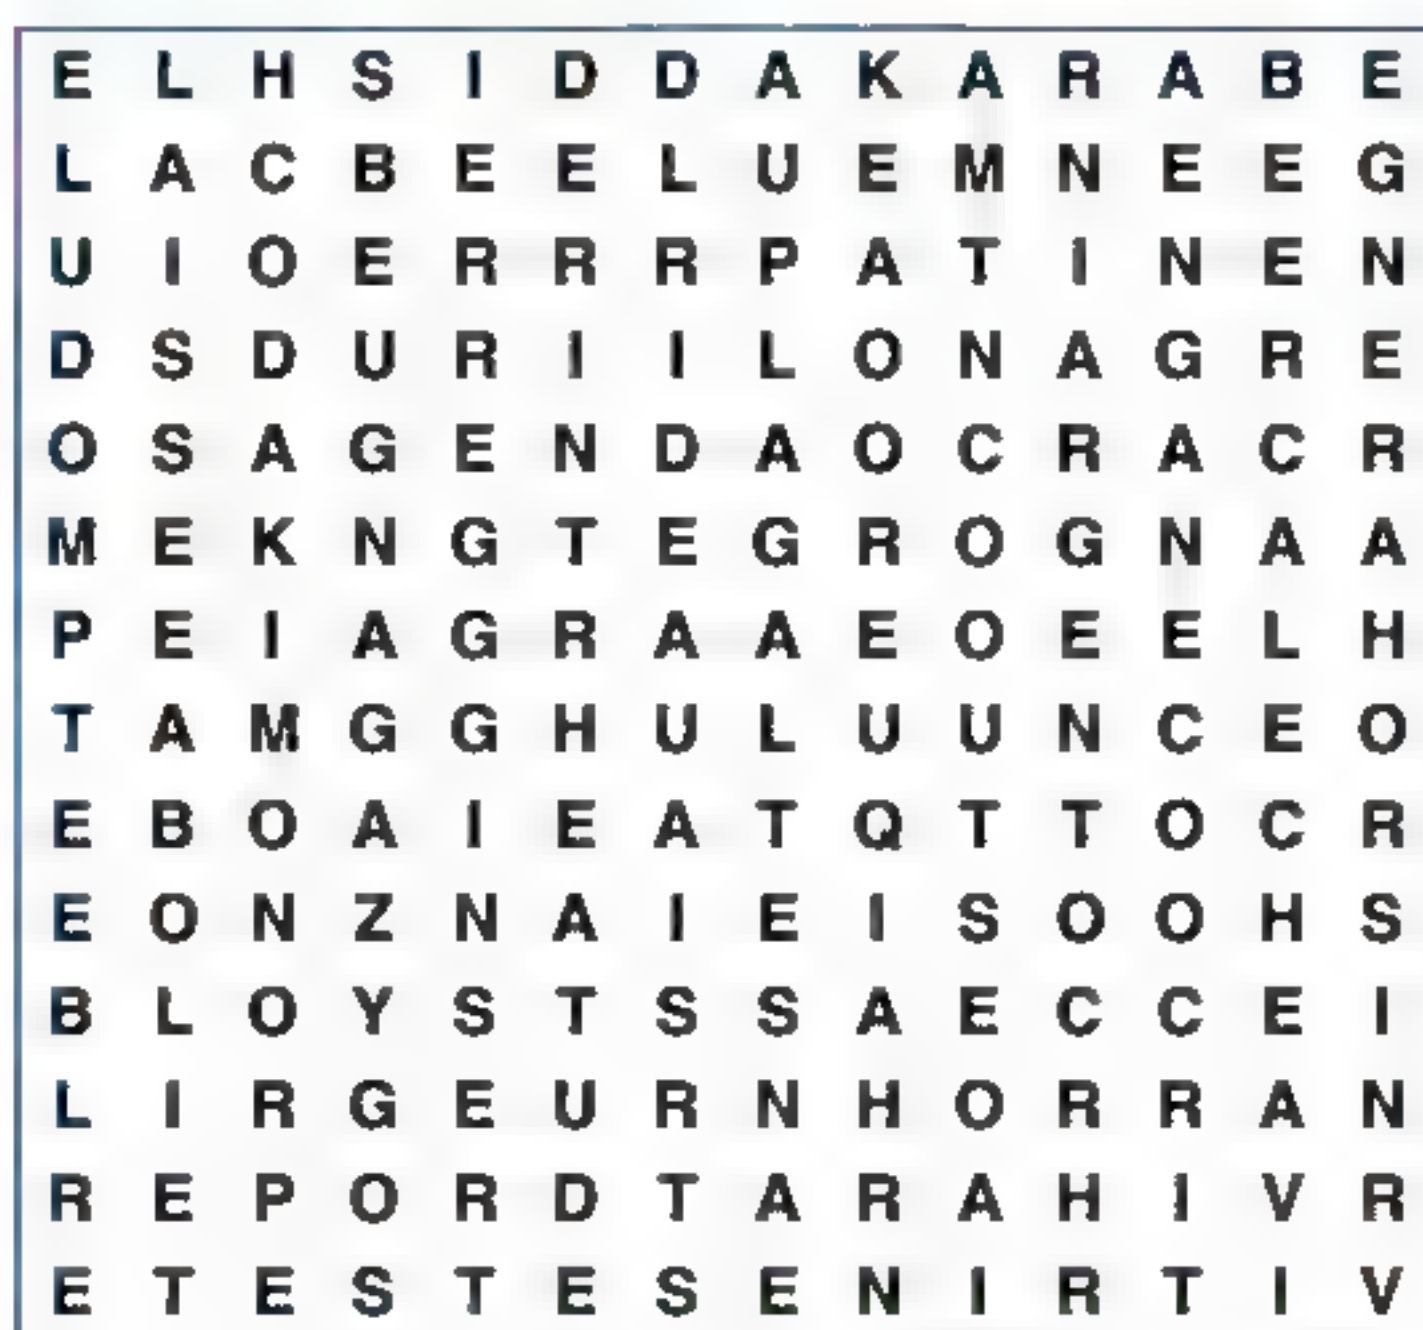 E L H S I D D A K A R A B E
L A C B E E L U E M N E E G
U I O E R R R P A T I N E N
D S D U R I I L O N A G R E
O S A G E N D A O C R A C R
M E K N G T E G R O G N A A
P E I A G R A A E O E E L H
T A M G G H U L U U N C E O
E B O A I E A T Q T T O C R
E O N Z N A I E I S O O H S
B L O Y S T S S A E C C E I
L I R G E U R N H O R R A N
R E P O R D T A R A H I V R
E T E S T E S E N I R T I V